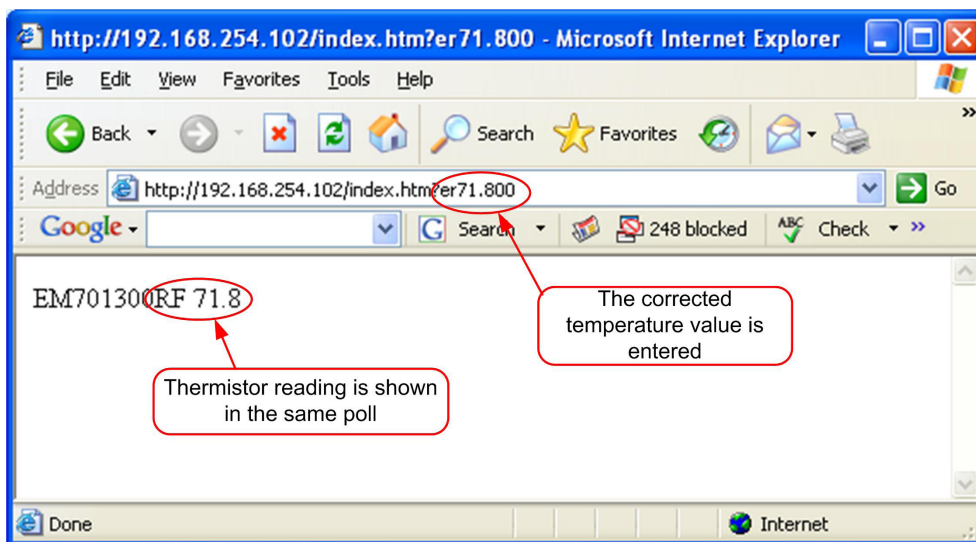 http://192.168.254.102/index.htm?er71.800 - Microsoft Internet Explorer
File Edit View Favorites Tools Help
Back Search Favorites »
Address http://192.168.254.102/index.htm?er71.800 Go
Google G Search 248 blocked ABC Check »
EM701300RF 71.8
The corrected
temperature value is
entered
Thermistor reading is shown
in the same poll
Done Internet